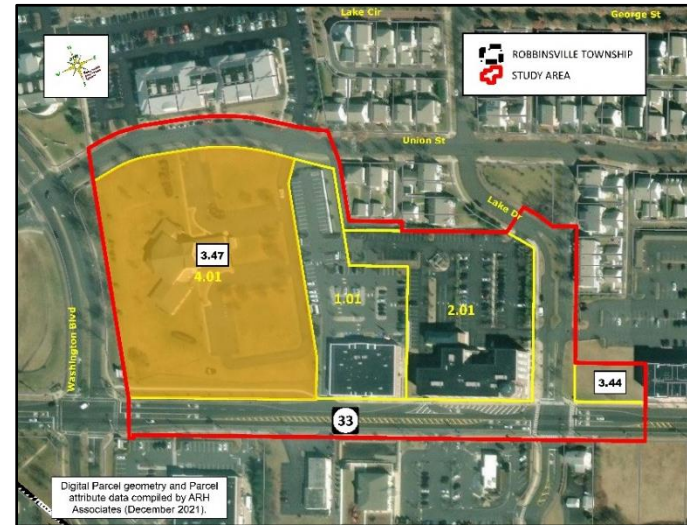 Lake Cir
George St
ROBBINSVILLE TOWNSHIP
STUDY AREA
Union St
Lake Dr
3.47
4.01
1.01
2.01
Washington Blvd
3.44
33
Digital Parcel geometry and Parcel
attribute data compiled by ARH
Associates (December 2021).